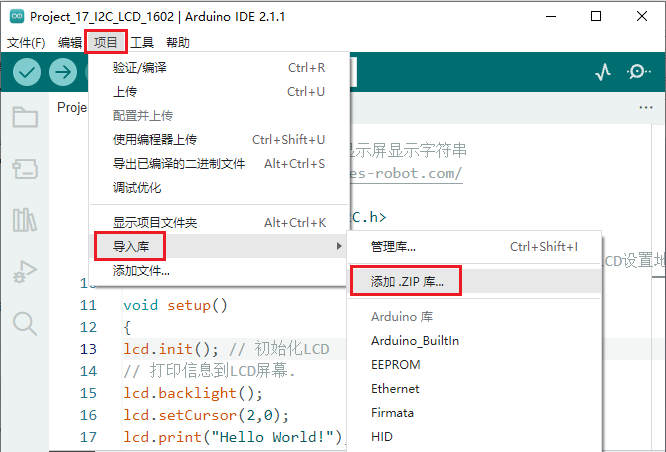 Project_17_I2C_LCD_1602 | Arduino IDE 2.1.1
文件(F) 编辑 项目 工具 帮助
验证/编译 Ctrl+R
上传 Ctrl+U
配置并上传
使用编程器上传 Ctrl+Shift+U
导出已编译的二进制文件 Alt+Ctrl+S
调试优化
显示项目文件夹 Alt+Ctrl+K
导入库
添加文件...
管理库... Ctrl+Shift+I
添加 .ZIP 库...
Arduino 库
Arduino_BuiltIn
EEPROM
Ethernet
Firmata
HID
Proje
显示屏显示字符串
es-robot.com/
C.h>
LCD设置地
10
11 void setup()
12 {
13 lcd.init(); // 初始化LCD
14 // 打印信息到LCD屏幕.
15 lcd.backlight();
16 lcd.setCursor(2,0);
17 lcd.print("Hello World!");